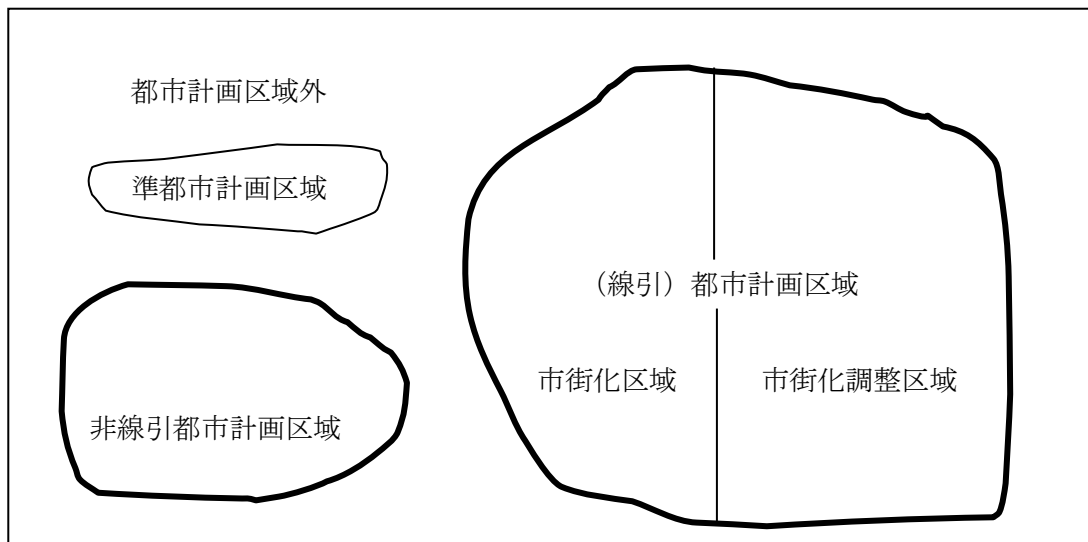 都市計画区域外
準都市計画区域
（線引）都市計画区域
市街化区域
市街化調整区域
非線引都市計画区域